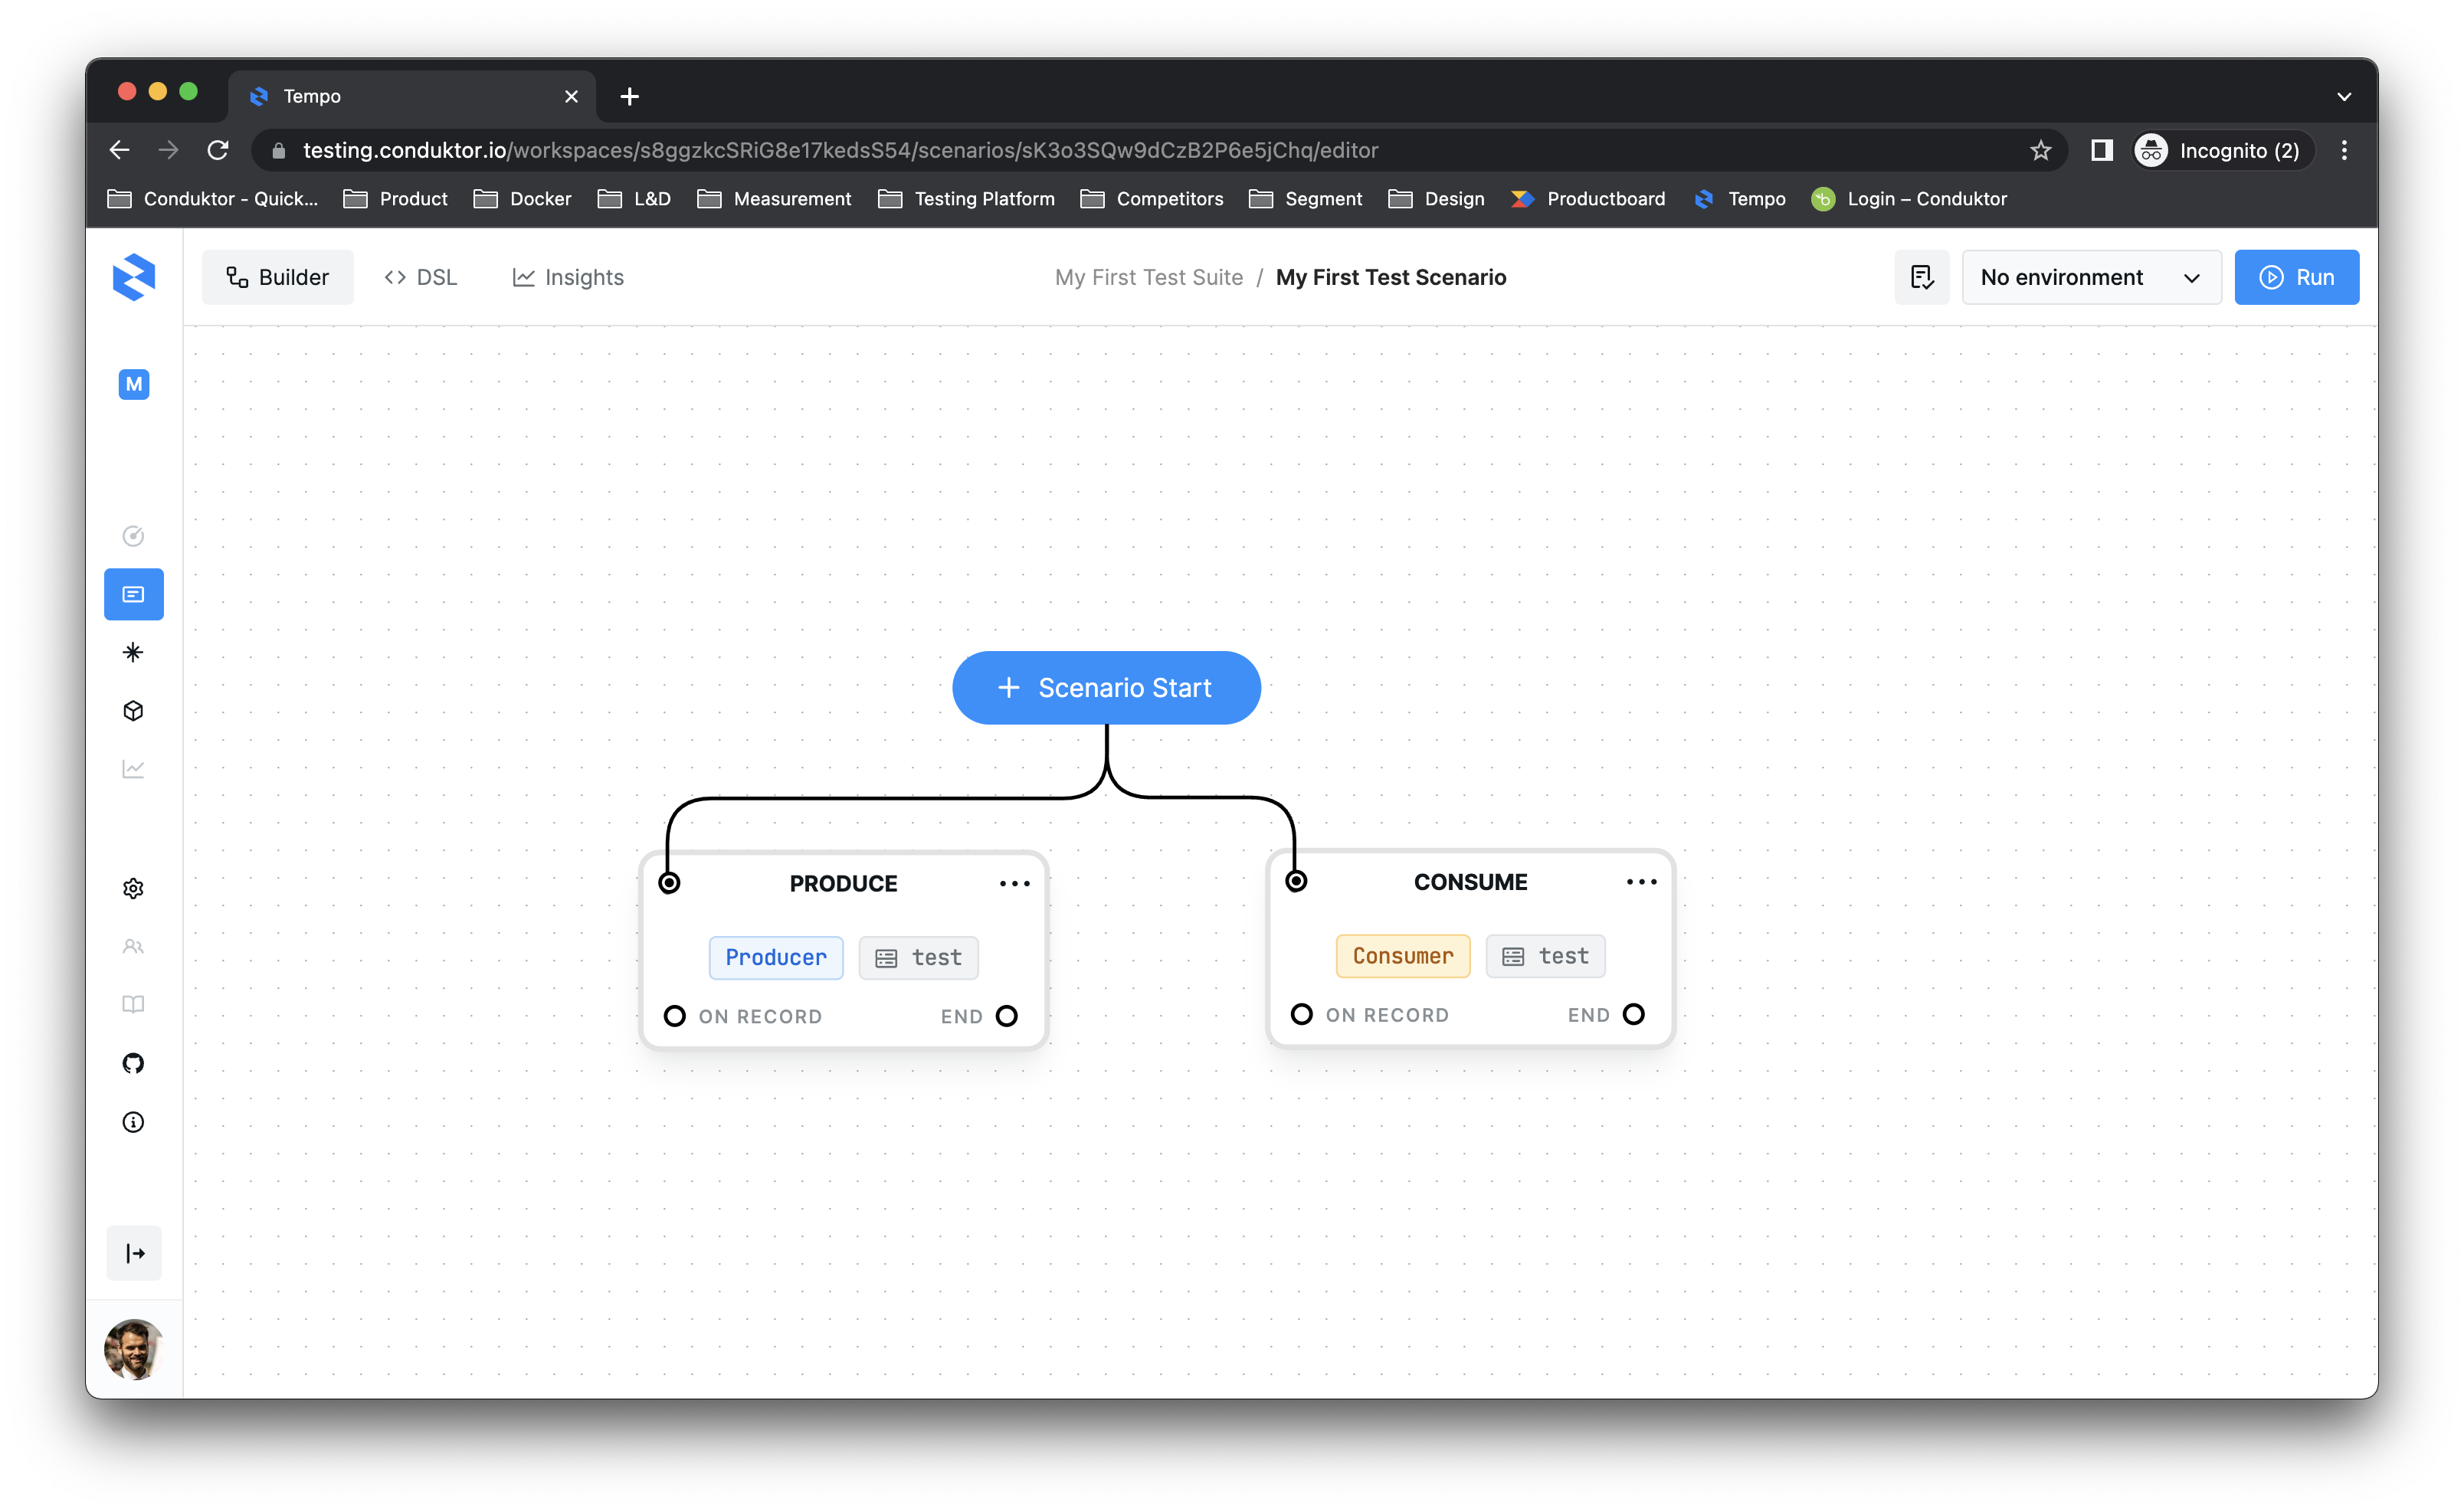 Tempo
testing.conduktor.io/workspaces/s8ggzkcSRiG8e17kedsS54/scenarios/sK3o3SQw9dCzB2P6e5jChq/editor
Incognito (2)
Conduktor - Quick... Product Docker L&D Measurement Testing Platform Competitors Segment Design Productboard Tempo Login – Conduktor
Builder DSL Insights My First Test Suite / My First Test Scenario No environment Run
M
Scenario Start
PRODUCE
Producer test
ON RECORD END
CONSUME
Consumer test
ON RECORD END